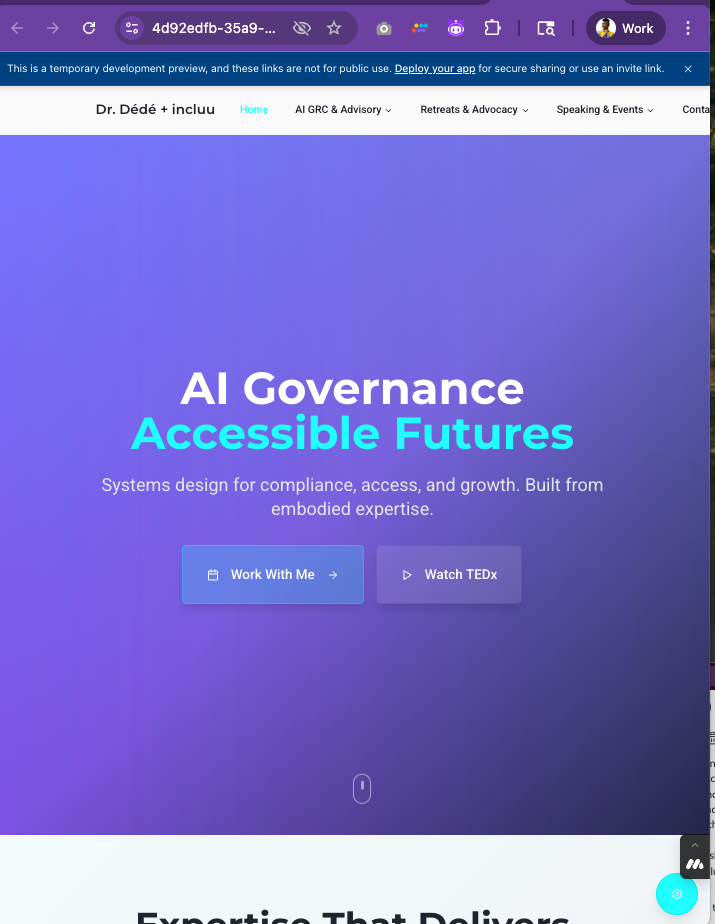 4d92edfb-35a9-...
Work
This is a temporary development preview, and these links are not for public use. Deploy your app for secure sharing or use an invite link.
Dr. Dédé + incluu
Home
AI GRC & Advisory
Retreats & Advocacy
Speaking & Events
Conta
AI Governance
Accessible Futures
Systems design for compliance, access, and growth. Built from
embodied expertise.
Work With Me
Watch TEDx
Expertise That Delivers